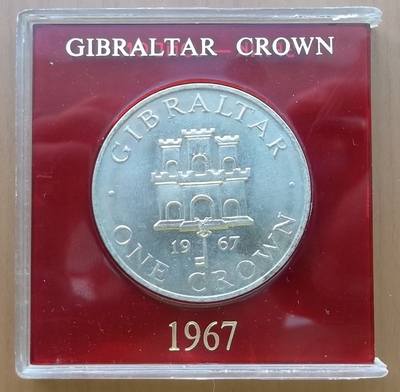 GIBRALTAR CROWN
· GIBRALTAR ·
19 67
ONE CROWN
1967